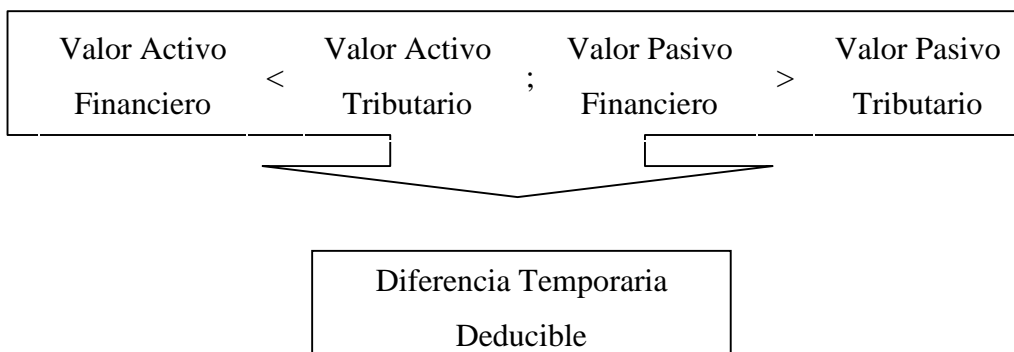 Valor Activo Valor Activo Valor Pasivo Valor Pasivo
< ; >
Financiero Tributario Financiero Tributario
Diferencia Temporaria
Deducible